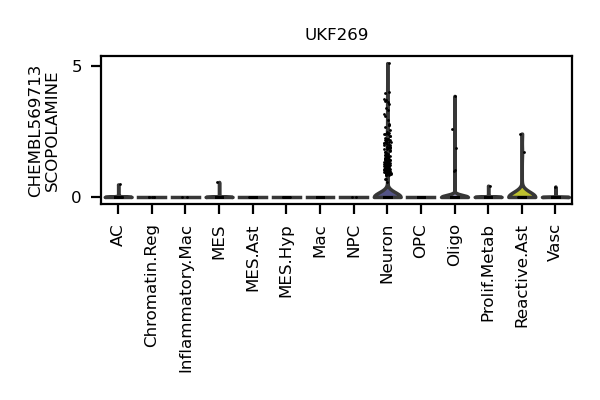 UKF269
CHEMBL569713
SCOPOLAMINE
5
0
AC
Chromatin.Reg
Inflammatory.Mac
MES
MES.Ast
MES.Hyp
Mac
NPC
Neuron
OPC
Oligo
Prolif.Metab
Reactive.Ast
Vasc